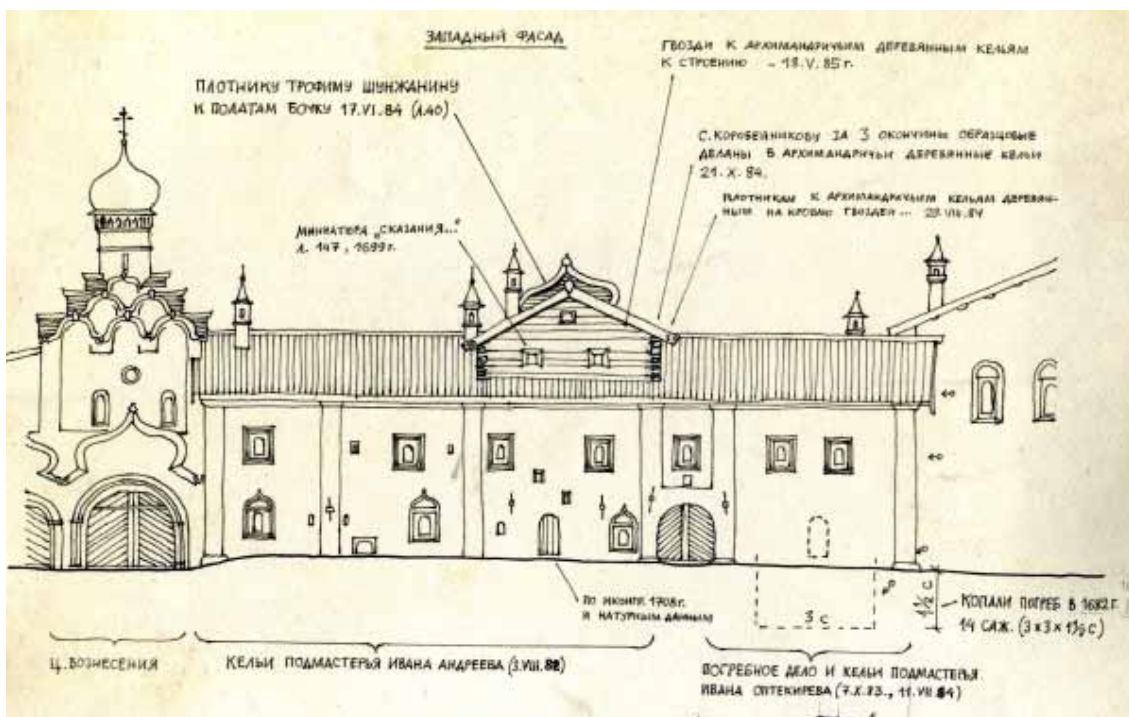 ЗАПАДНЫЙ ФАСАД
ПЛОТНИКУ ТРОФИМУ ШУНЖАНИНУ
К ПОЛАТАМ БОЧКУ 17.VI.84 (Л.40)
ГВОЗДИ К АРХИМАНДРИЧЬИМ ДЕРЕВЯННЫМ КЕЛЬЯМ
К СТРОЕНИЮ - 18.V.85 г.
С. КОРОБЕЙНИКОВУ ЗА 3 ОКОНЧИНЫ ОБРАЗЦОВЫЕ
ДЕЛАНЫ В АРХИМАНДРИЧЬИ ДЕРЕВЯННЫЕ КЕЛЬИ
21.X.84.
ПЛОТНИКАМ К АРХИМАНДРИЧЬИМ КЕЛЬЯМ ДЕРЕВЯН-
НЫМ НА КРОВЛЮ ГВОЗДЕЙ ...
МИНИАТЮРА „СКАЗАНИЯ..."
Л. 147, 1699 г.
ПО ИКОНЕ 1708 г.
И НАТУРНЫМ ДАННЫМ
3 С
1½ С
КОПАЛИ ПОГРЕБ В 1682 Г.
14 САЖ. (3 x 3 x 1½ С)
Ц. ВОЗНЕСЕНИЯ
КЕЛЬИ ПОДМАСТЕРЬЯ ИВАНА АНДРЕЕВА (3.VIII.82)
ПОГРЕБНОЕ ДЕЛО И КЕЛЬИ ПОДМАСТЕРЬЯ
ИВАНА ОПТЕКИРЕВА (7.X.83., 11.VII.84)